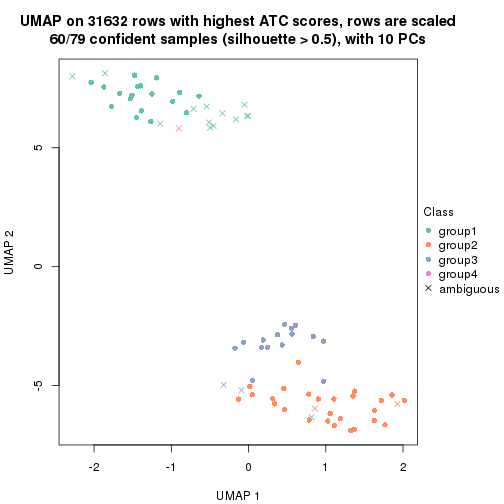 UMAP on 31632 rows with highest ATC scores, rows are scaled
60/79 confident samples (silhouette > 0.5), with 10 PCs
UMAP 2
5
0
-5
-2
-1
0
1
2
UMAP 1
Class
group1
group2
group3
group4
ambiguous